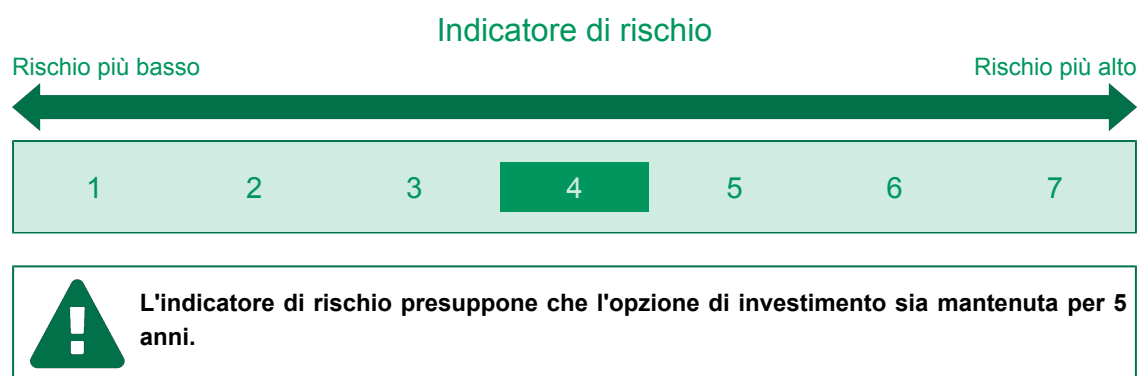 Indicatore di rischio
Rischio più basso Rischio più alto
1 2 3 4 5 6 7
L'indicatore di rischio presuppone che l'opzione di investimento sia mantenuta per 5
anni.